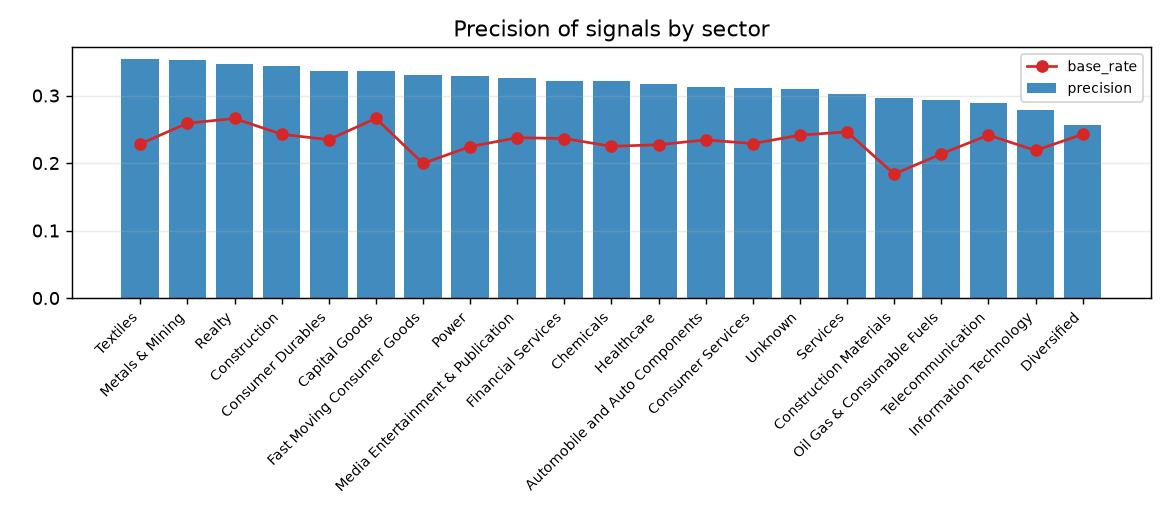 Precision of signals by sector
base_rate
precision
0.3
0.2
0.1
0.0
Textiles
Metals & Mining
Realty
Construction
Consumer Durables
Capital Goods
Fast Moving Consumer Goods
Power
Media Entertainment & Publication
Financial Services
Chemicals
Healthcare
Automobile and Auto Components
Consumer Services
Unknown
Services
Construction Materials
Oil Gas & Consumable Fuels
Telecommunication
Information Technology
Diversified